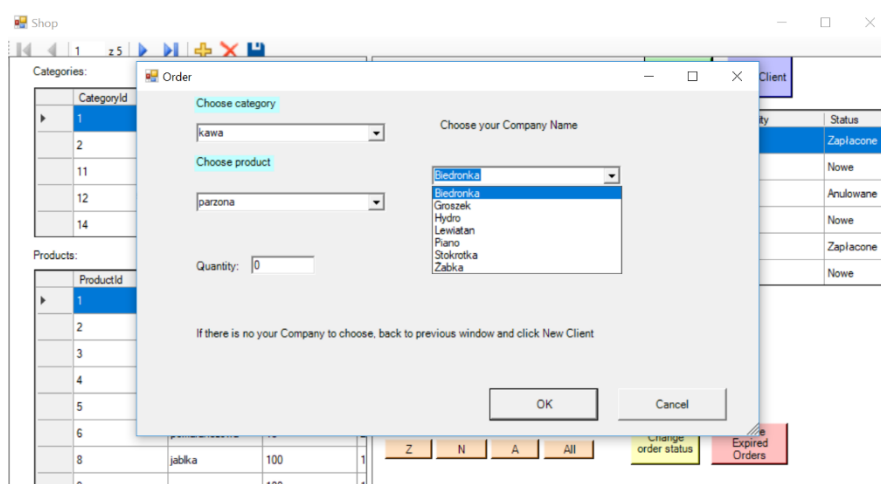 Shop
1 z 5
Categories:
Client
CategoryId
1
2
11
12
14
Status
Zapłacone
Nowe
Anulowane
Nowe
Zapłacone
Nowe
Products:
ProductId
1
2
3
4
5
6
8 jabłka 100 1
Order
Choose category
kawa
Choose your Company Name
Choose product
Biedronka
parzona
Biedronka
Groszek
Hydro
Lewiatan
Piano
Stokrotka
Żabka
Quantity: 0
If there is no your Company to choose, back to previous window and click New Client
OK Cancel
Z N A All
Change
order status
Expired
Orders